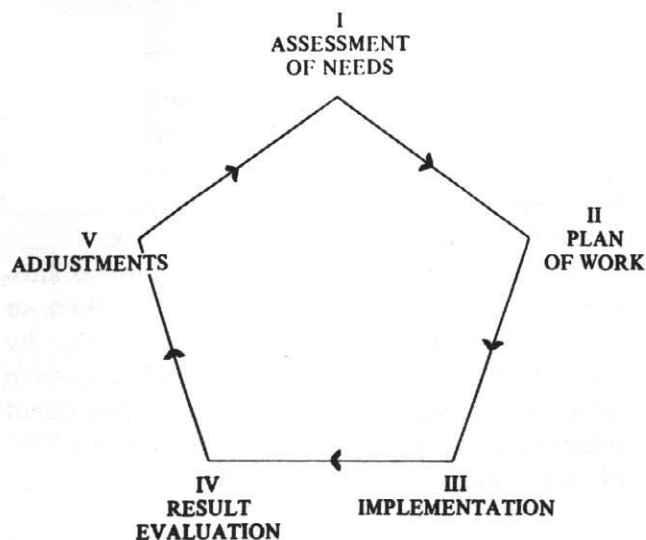 I
ASSESSMENT
OF NEEDS
II
PLAN
OF WORK
III
IMPLEMENTATION
IV
RESULT
EVALUATION
V
ADJUSTMENTS